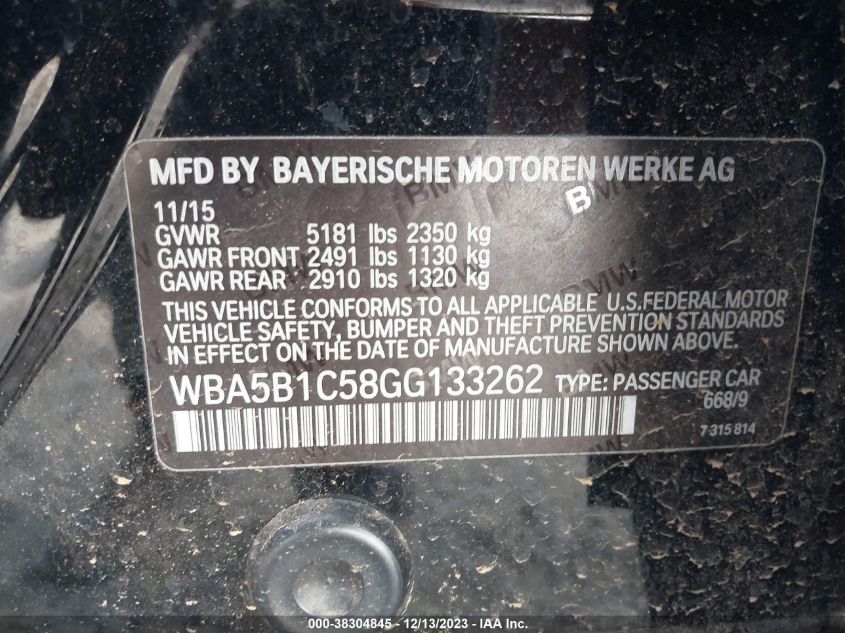 MFD BY BAYERISCHE MOTOREN WERKE AG
11/15
GVWR 5181 lbs 2350 kg
GAWR FRONT 2491 lbs 1130 kg
GAWR REAR 2910 lbs 1320 kg
THIS VEHICLE CONFORMS TO ALL APPLICABLE U.S.FEDERAL MOTOR
VEHICLE SAFETY, BUMPER AND THEFT PREVENTION STANDARDS
IN EFFECT ON THE DATE OF MANUFACTURE SHOWN ABOVE.
WBA5B1C58GG133262 TYPE: PASSENGER CAR
668/9
7 315 814
000-38304845 - 12/13/2023 - IAA Inc.